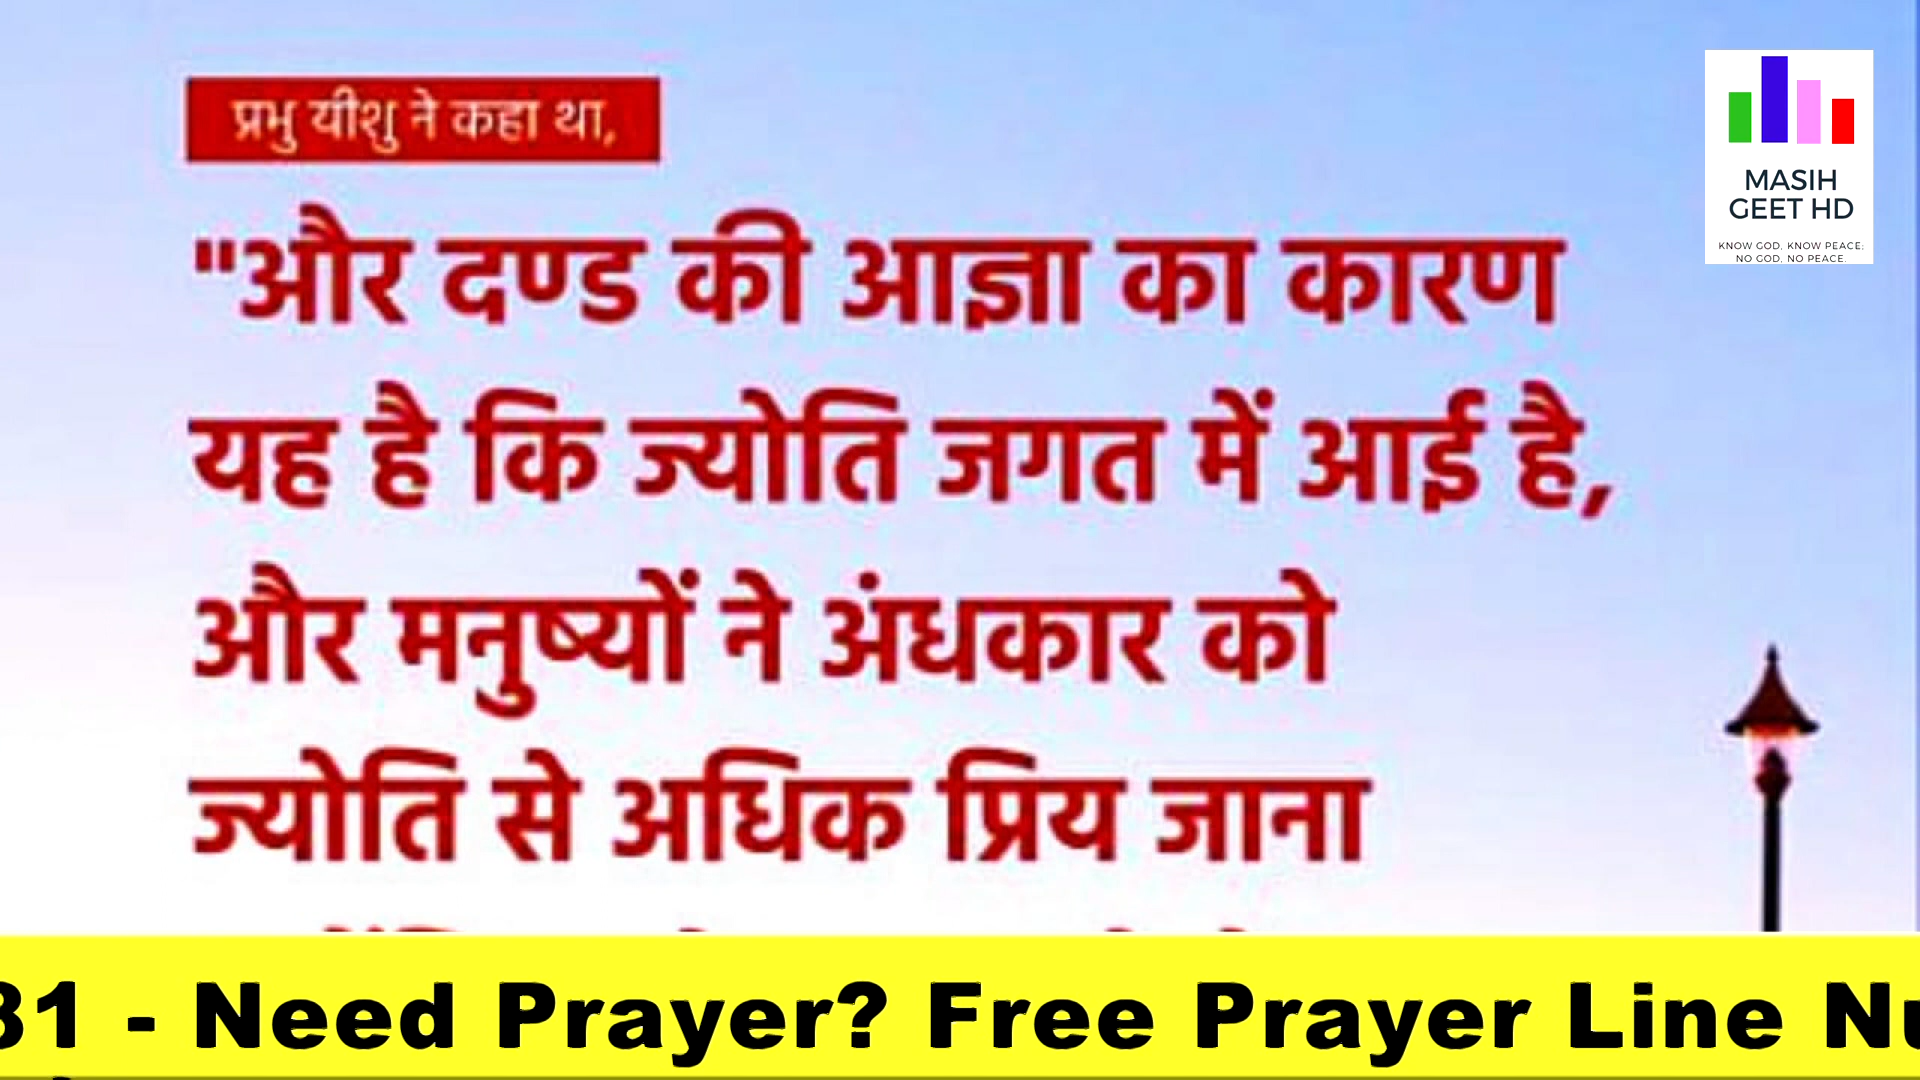 प्रभु यीशु ने कहा था,
"और दण्ड की आज्ञा का कारण
यह है कि ज्योति जगत में आई है,
और मनुष्यों ने अंधकार को
ज्योति से अधिक प्रिय जाना
MASIH
GEET HD
KNOW GOD, KNOW PEACE;
NO GOD, NO PEACE.
31 - Need Prayer? Free Prayer Line